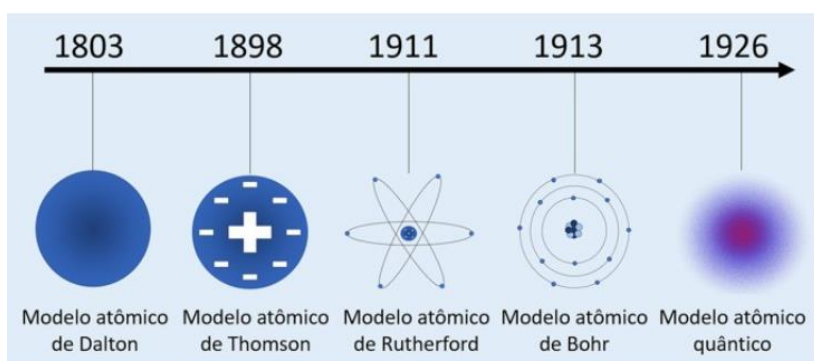 1803
1898
1911
1913
1926
Modelo atômico
de Dalton
Modelo atômico
de Thomson
Modelo atômico
de Rutherford
Modelo atômico
de Bohr
Modelo atômico
quântico